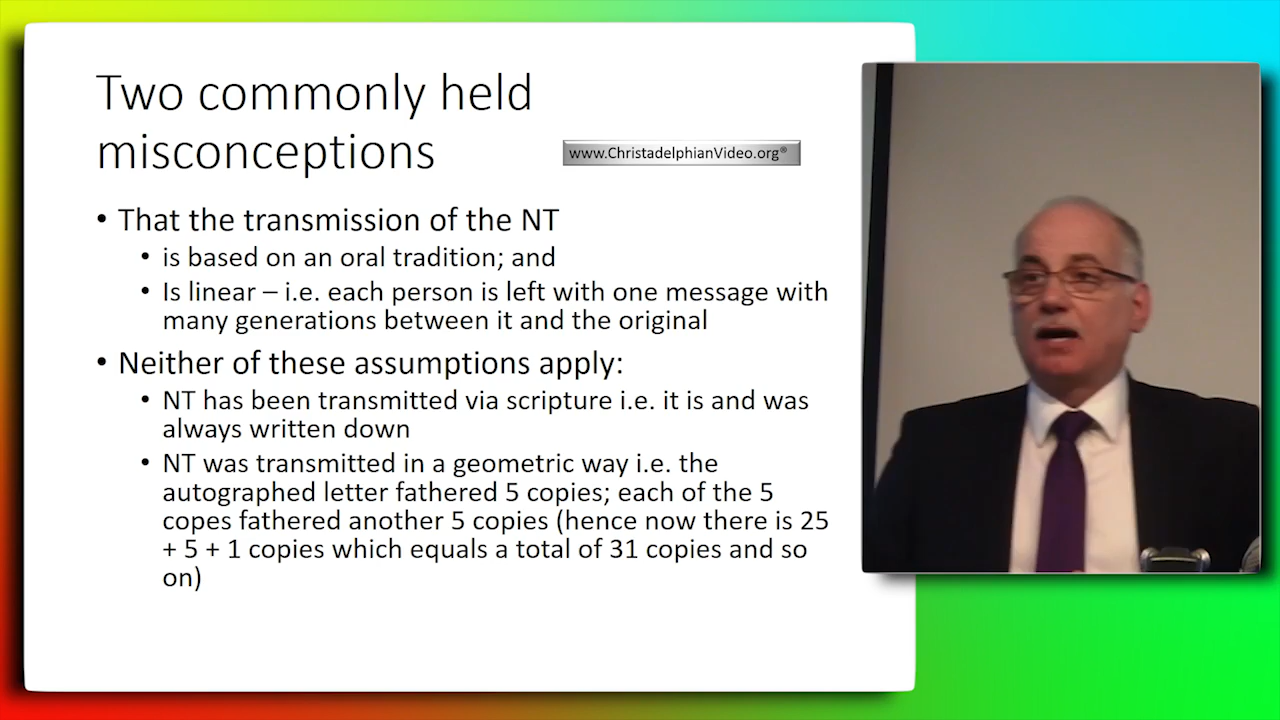 Two commonly held
misconceptions
www.ChristadelphianVideo.org®
• That the transmission of the NT
• is based on an oral tradition; and
• Is linear – i.e. each person is left with one message with
many generations between it and the original
• Neither of these assumptions apply:
• NT has been transmitted via scripture i.e. it is and was
always written down
• NT was transmitted in a geometric way i.e. the
autographed letter fathered 5 copies; each of the 5
copes fathered another 5 copies (hence now there is 25
+ 5 + 1 copies which equals a total of 31 copies and so
on)